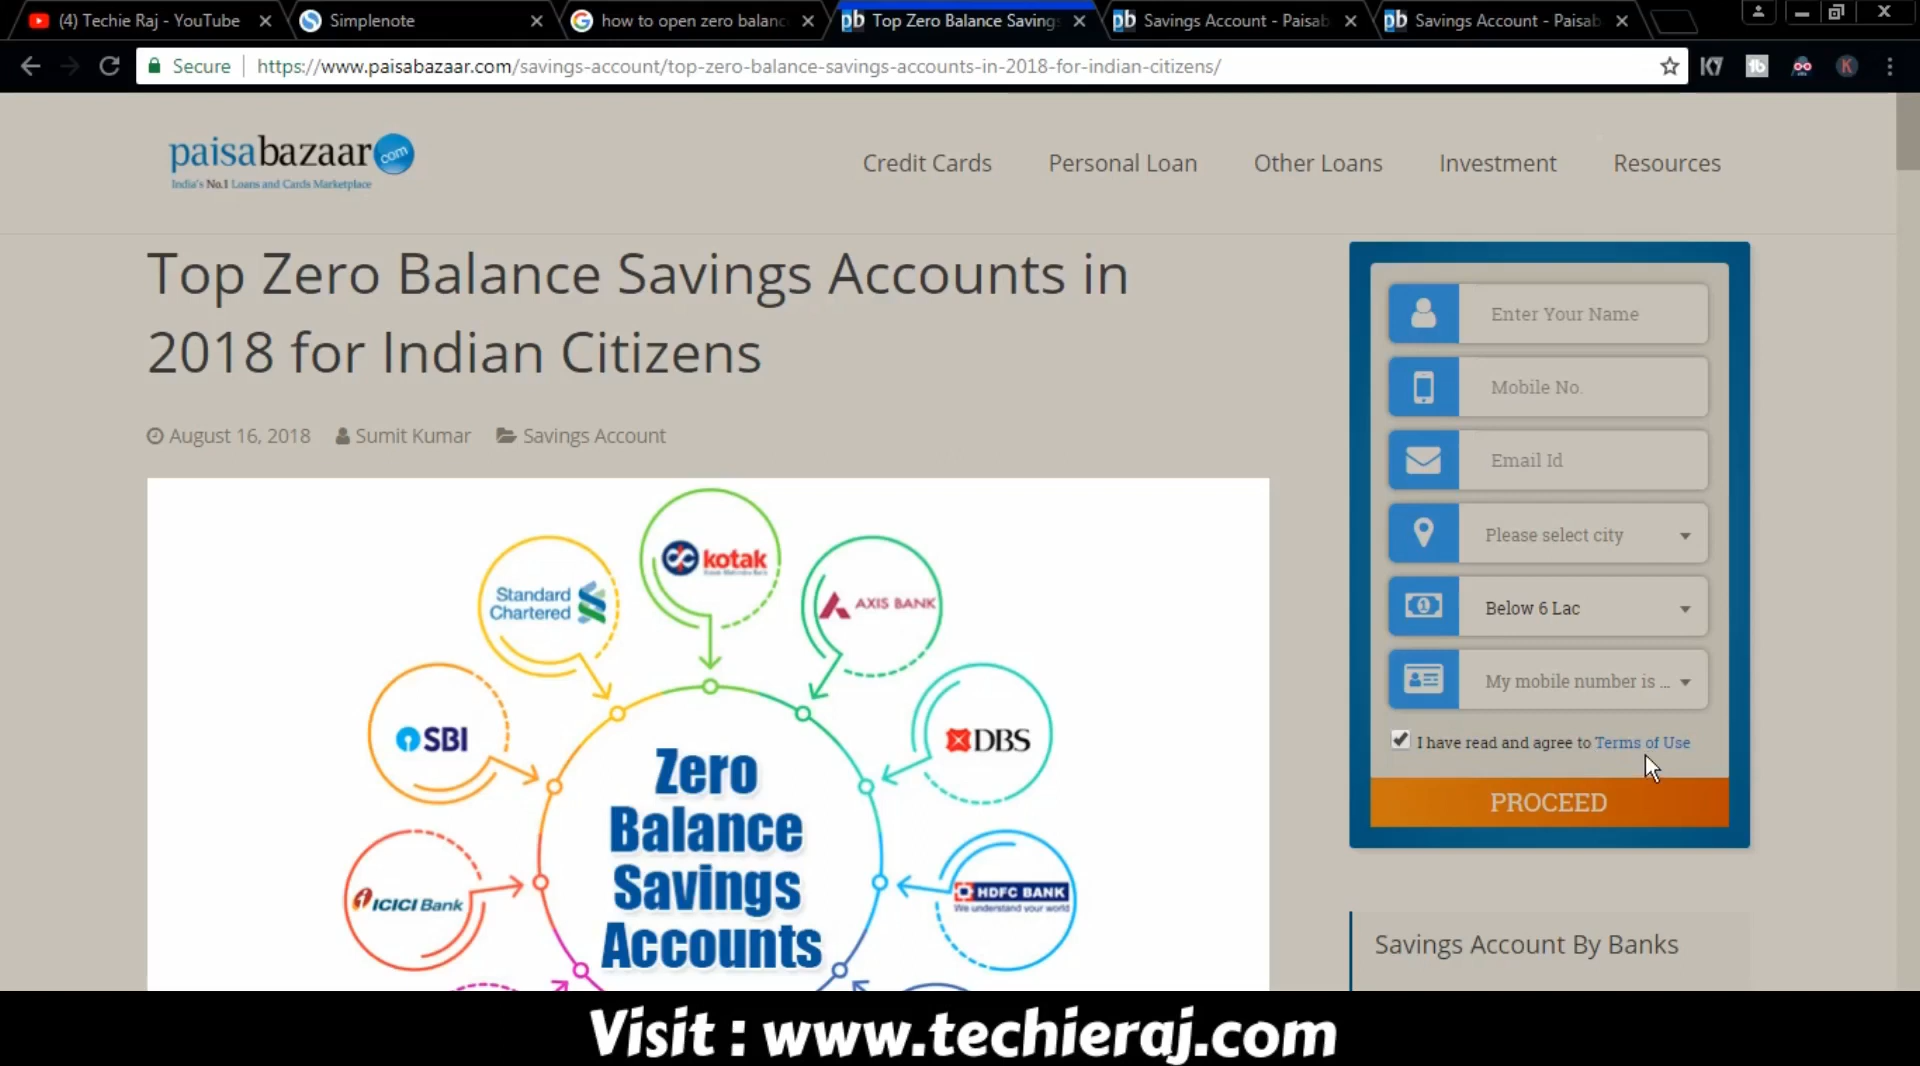 (4) Techie Raj - YouTube
Simplenote
how to open zero balanc
Top Zero Balance Savings
Savings Account - Paisab
Savings Account - Paisab
Secure
https://www.paisabazaar.com/savings-account/top-zero-balance-savings-accounts-in-2018-for-indian-citizens/
paisabazaar com
India's No.1 Loans and Cards Marketplace
Credit Cards
Personal Loan
Other Loans
Investment
Resources
Top Zero Balance Savings Accounts in
2018 for Indian Citizens
August 16, 2018
Sumit Kumar
Savings Account
kotak
Kotak Mahindra Bank
Standard
Chartered
AXIS BANK
SBI
DBS
ICICI Bank
HDFC BANK
We understand your world
Zero
Balance
Savings
Accounts
Enter Your Name
Mobile No.
Email Id
Please select city
Below 6 Lac
My mobile number is ...
I have read and agree to Terms of Use
PROCEED
Savings Account By Banks
Visit : www.techieraj.com